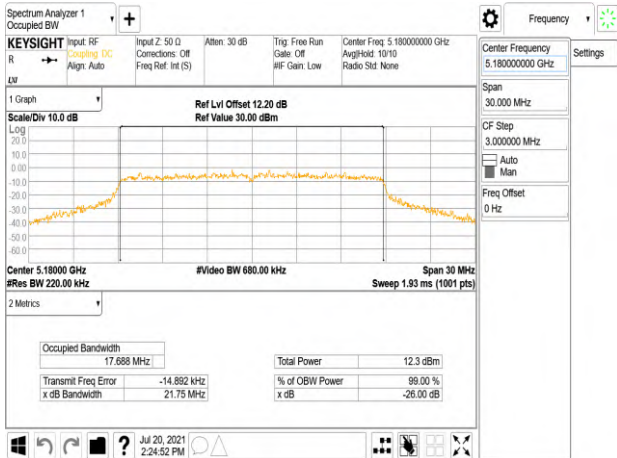 Spectrum Analyzer 1
Occupied BW
Frequency
KEYSIGHT
R
LXI
Input: RF
Coupling: DC
Align: Auto
Input Z: 50 Ω
Corrections: Off
Freq Ref: Int (S)
Atten: 30 dB
Trig: Free Run
Gate: Off
#IF Gain: Low
Center Freq: 5.180000000 GHz
Avg|Hold: 10/10
Radio Std: None
Center Frequency
5.180000000 GHz
Settings
Span
30.000 MHz
CF Step
3.000000 MHz
Auto
Man
Freq Offset
0 Hz
1 Graph
Scale/Div 10.0 dB
Ref Lvl Offset 12.20 dB
Ref Value 30.00 dBm
Log
20.0
10.0
0.00
-10.0
-20.0
-30.0
-40.0
-50.0
-60.0
Center 5.18000 GHz
#Res BW 220.00 kHz
#Video BW 680.00 kHz
Span 30 MHz
Sweep 1.93 ms (1001 pts)
2 Metrics
Occupied Bandwidth
17.688 MHz
Total Power 12.3 dBm
Transmit Freq Error -14.892 kHz
% of OBW Power 99.00 %
x dB Bandwidth 21.75 MHz
x dB -26.00 dB
?
Jul 20, 2021
2:24:52 PM